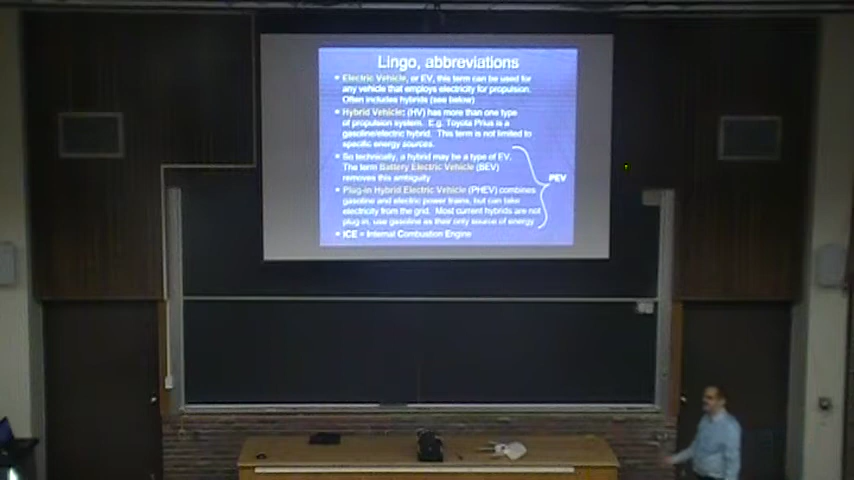 Lingo, abbreviations
Electric Vehicle, or EV, this term can be used for
any vehicle that employs electricity for propulsion.
Often includes hybrids (see below)
Hybrid Vehicle: (HV) has more than one type
of propulsion system. E.g. Toyota Prius is a
gasoline/electric hybrid. This term is not limited to
specific energy sources.
So technically, a hybrid may be a type of EV.
The term Battery Electric Vehicle (BEV)
removes this ambiguity
PEV
Plug-in Hybrid Electric Vehicle (PHEV) combines
gasoline and electric power trains, but can take
electricity from the grid. Most current hybrids are not
plug-in, use gasoline as their only source of energy
ICE = Internal Combustion Engine